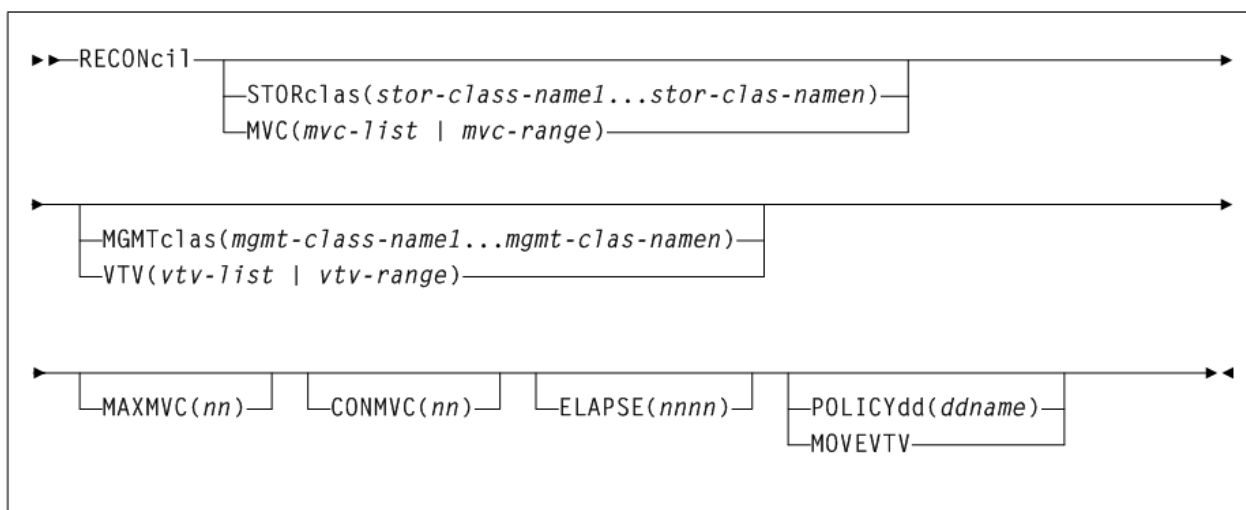 RECONcil
STORclas(stor-class-name1...stor-clas-namen)
MVC(mvc-list | mvc-range)
MGMTclas(mgmt-class-name1...mgmt-clas-namen)
VTV(vtv-list | vtv-range)
MAXMVC(nn) CONMVC(nn) ELAPSE(nnnn) POLICYdd(ddname)
MOVEVTV